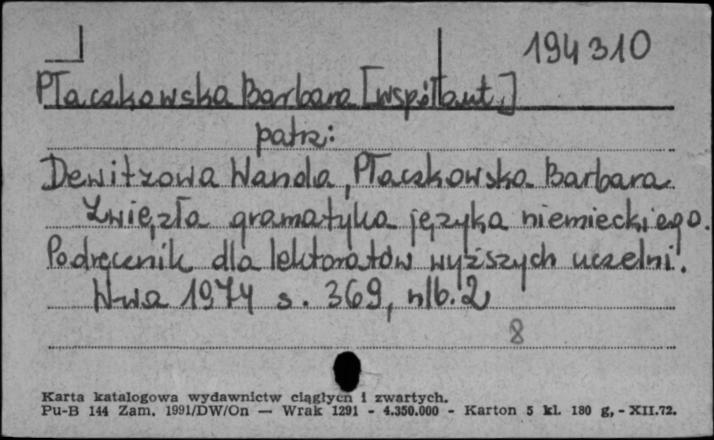 194310
Płaczkowska Barbara [współaut.]
patrz:
Dewitzowa Wanda, Płaczkowska Barbara
Zwięzła gramatyka języka niemieckiego.
Podręcznik dla lektoratów wyższych uczelni.
W-wa 1974 s. 369, nlb. 2
8
Karta katalogowa wydawnictw ciągłych i zwartych.
Pu-B 144 Zam. 1991/DW/On — Wrak 1291 - 4.350.000 - Karton 5 kl. 180 g, - XII.72.